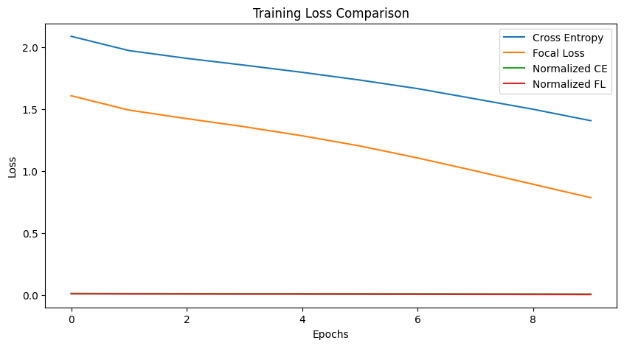 Training Loss Comparison
Cross Entropy
Focal Loss
Normalized CE
Normalized FL
2.0
1.5
1.0
0.5
0.0
Loss
0 2 4 6 8
Epochs